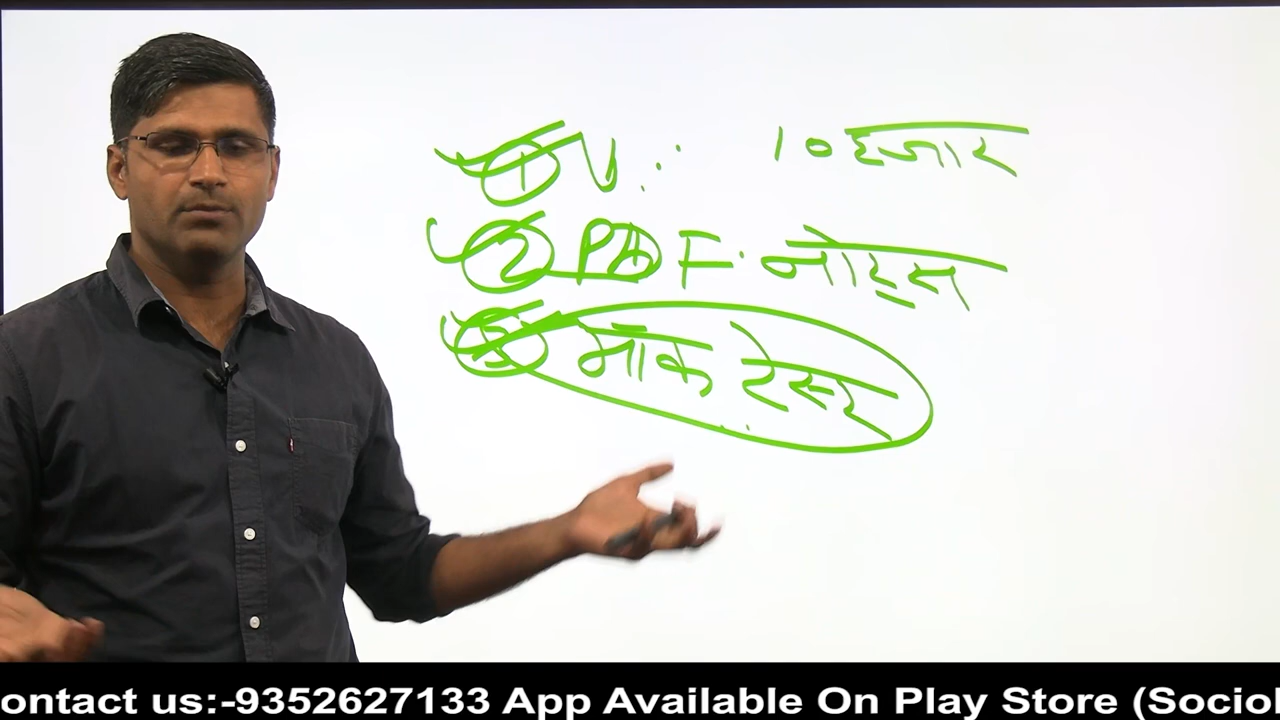 1 V.. 10 हजार
2 PDF. नोट्स
3 मॉक टेस्ट
ontact us:-9352627133 App Available On Play Store (Sociol